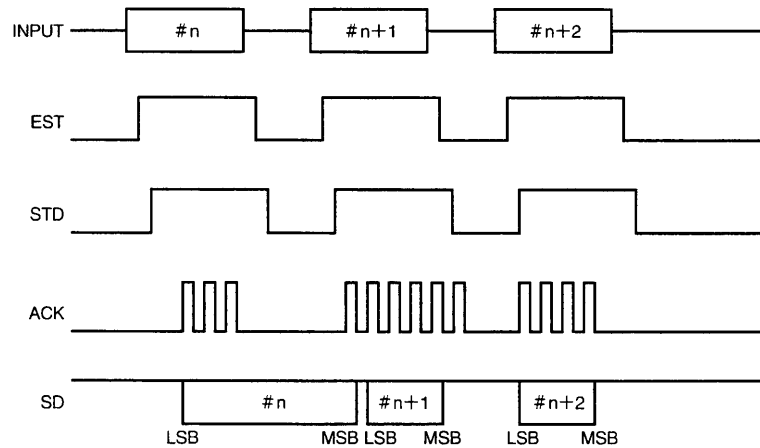 INPUT #n #n+1 #n+2
EST
STD
ACK
SD #n #n+1 #n+2
LSB MSB LSB MSB LSB MSB